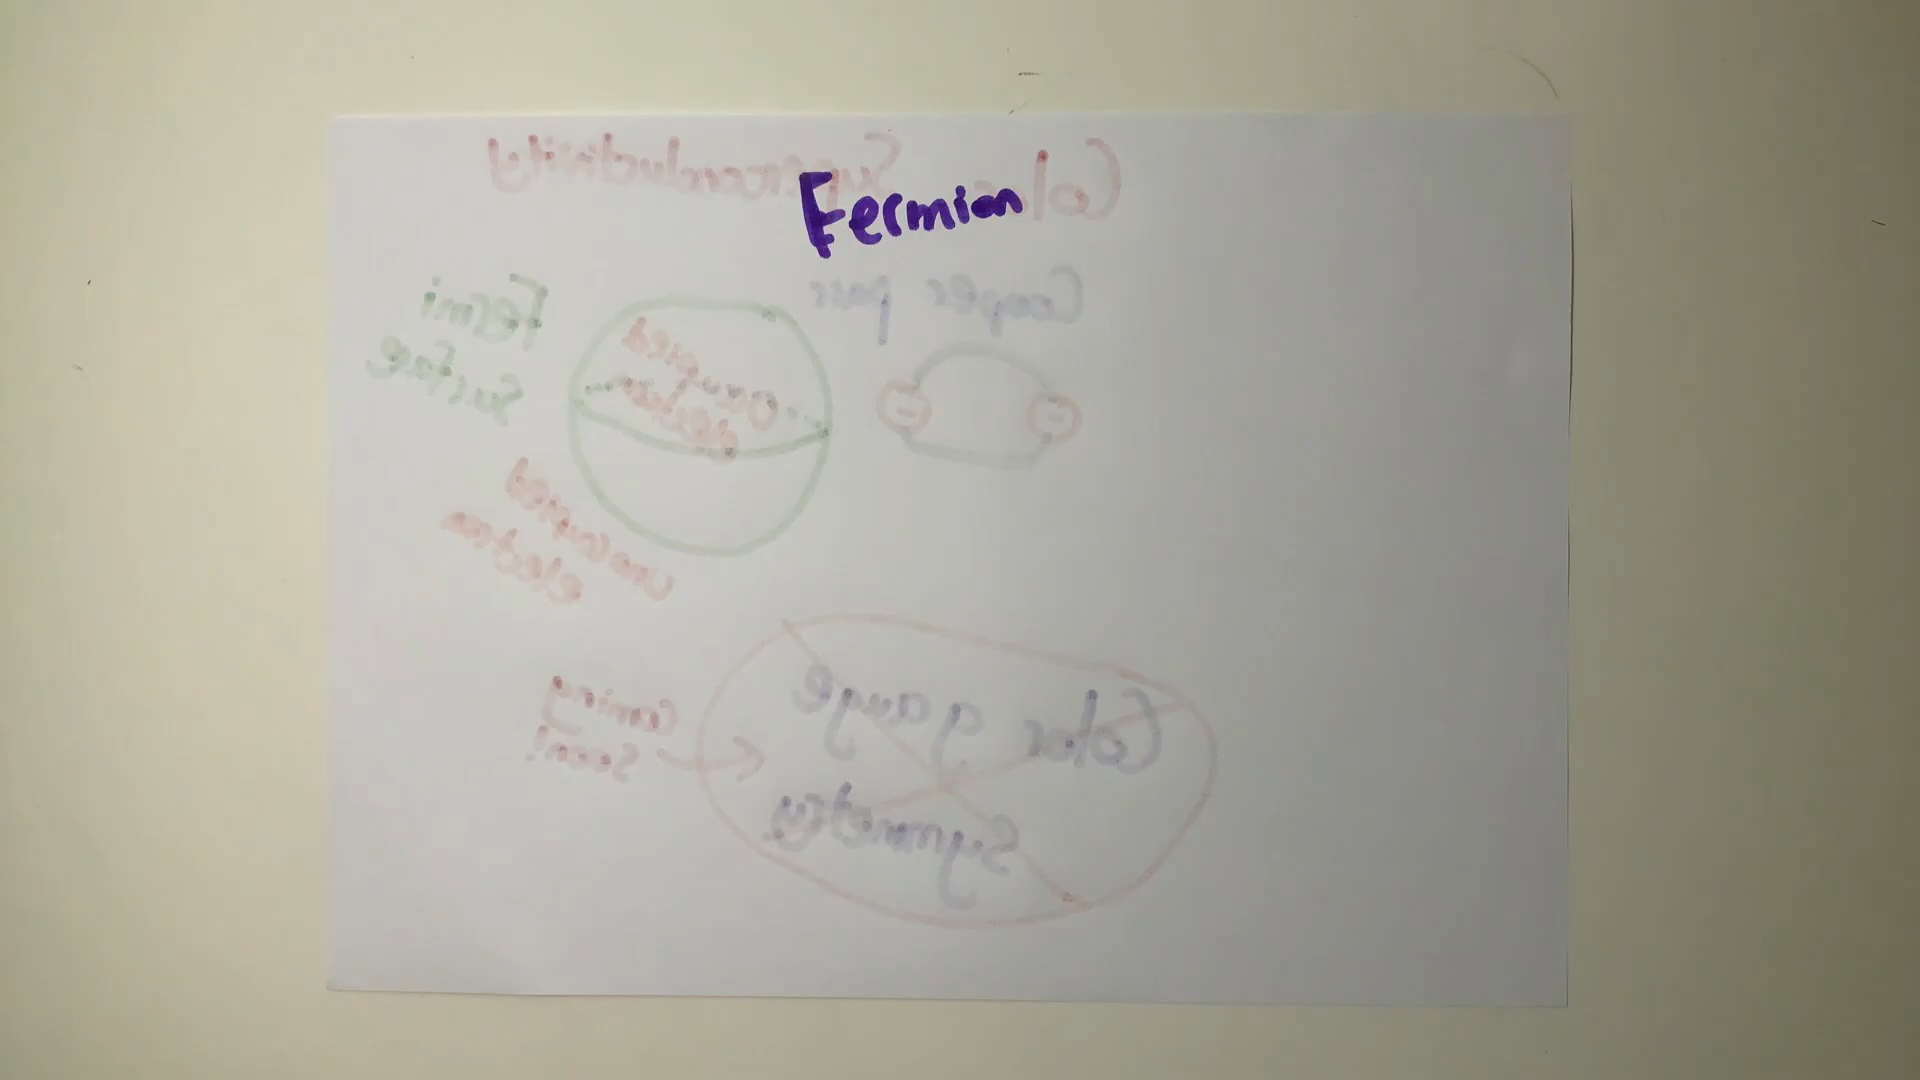 Fermion
Color Superconductivity
Cooper pair
Fermi
Surface
occupied
electron
unoccupied
electron
Color gauge
Symmetry
Coming
Soon!